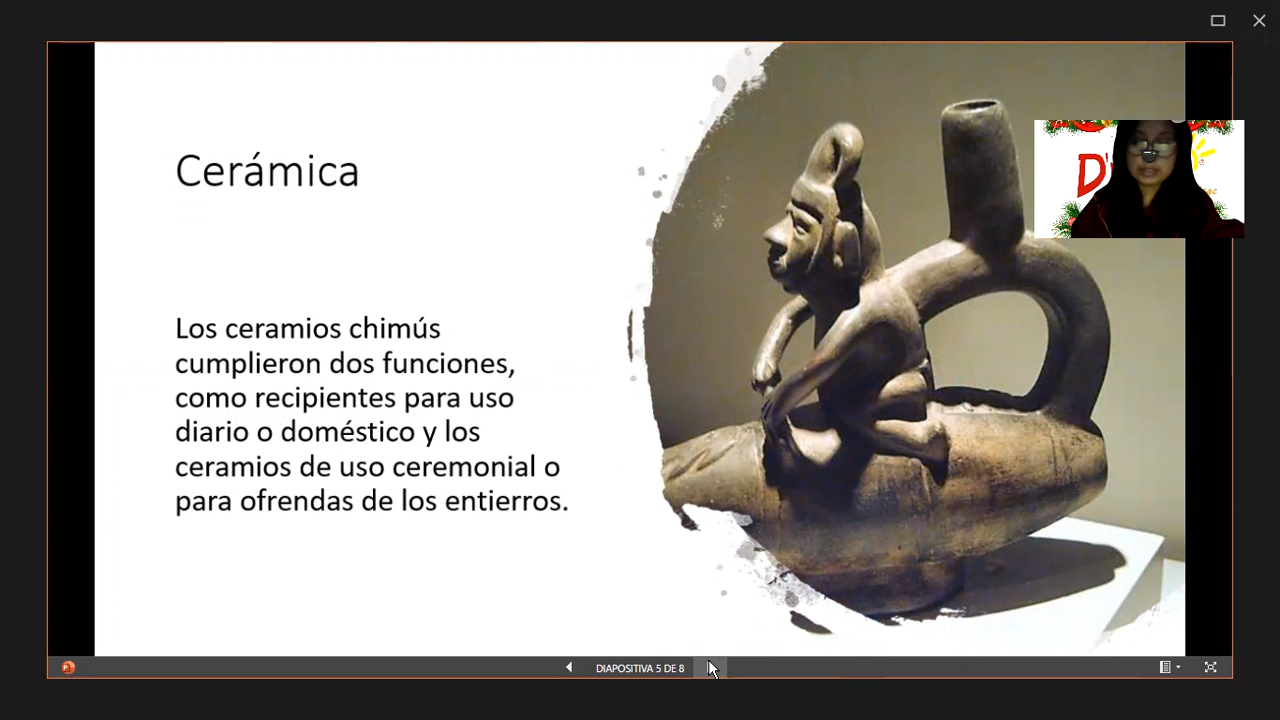 Cerámica
Los ceramios chimús
cumplieron dos funciones,
como recipientes para uso
diario o doméstico y los
ceramios de uso ceremonial o
para ofrendas de los entierros.
DIAPOSITIVA 5 DE 8